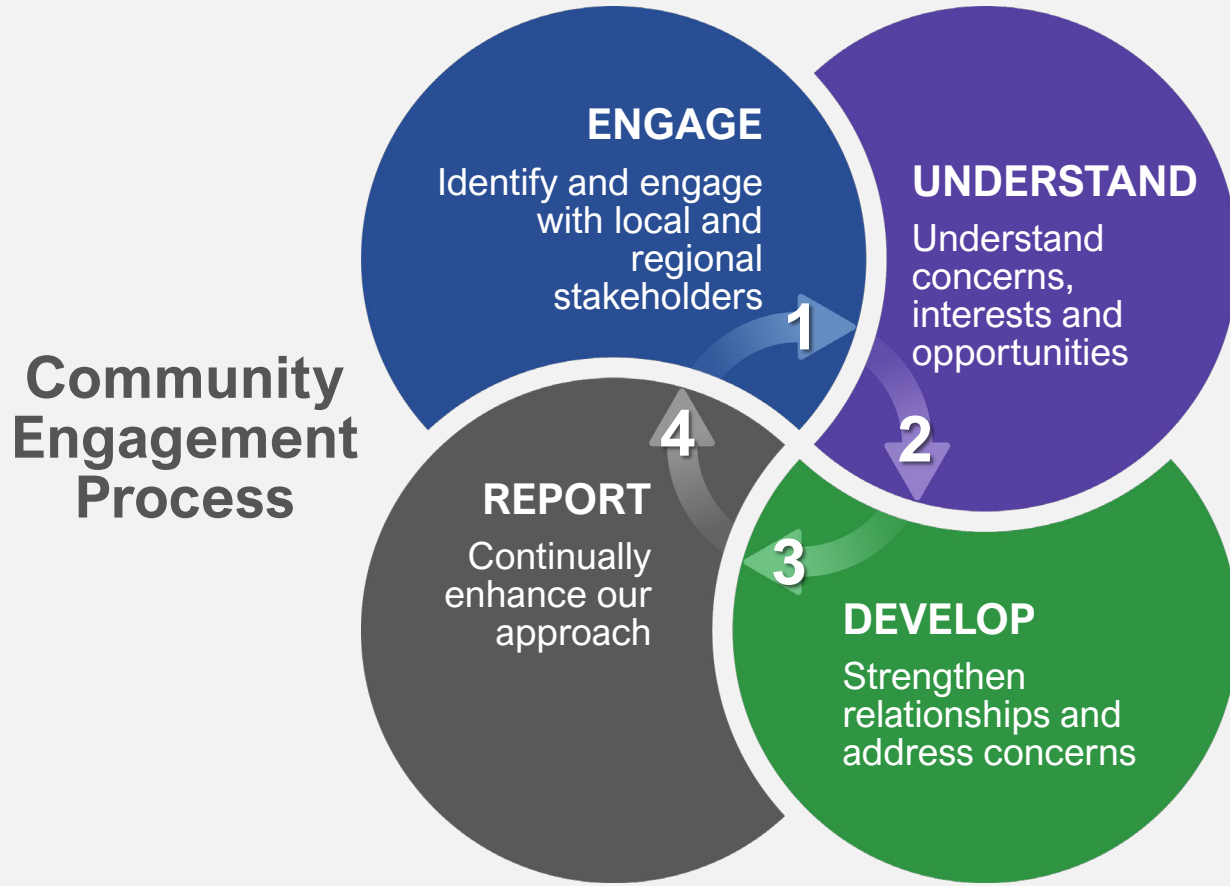 Community
Engagement
Process
ENGAGE
Identify and engage
with local and
regional
stakeholders
1
UNDERSTAND
Understand
concerns,
interests and
opportunities
2
DEVELOP
Strengthen
relationships and
address concerns
3
REPORT
Continually
enhance our
approach
4